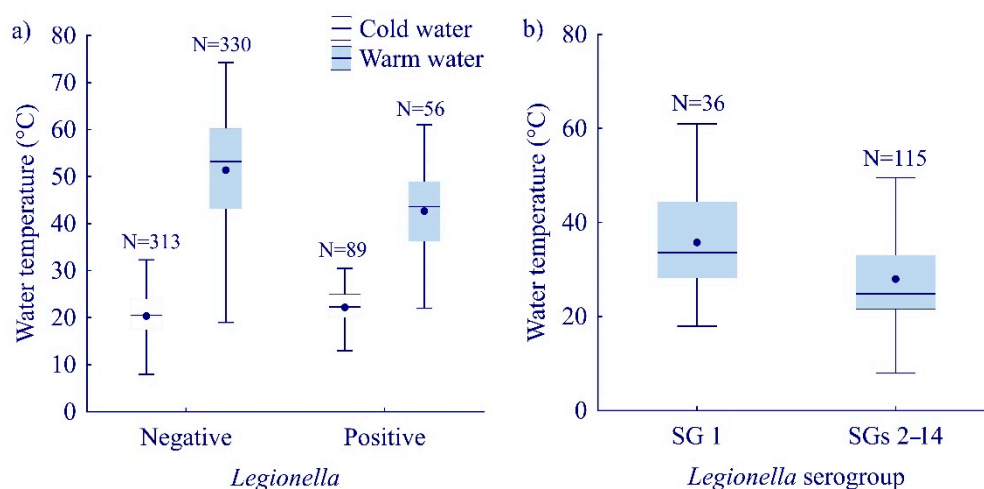 a)
Water temperature (°C)
80
70
60
50
40
30
20
10
0
Cold water
Warm water
N=313
N=330
N=89
N=56
Negative
Positive
Legionella
b)
Water temperature (°C)
80
60
40
20
0
N=36
N=115
SG 1
SGs 2–14
Legionella serogroup